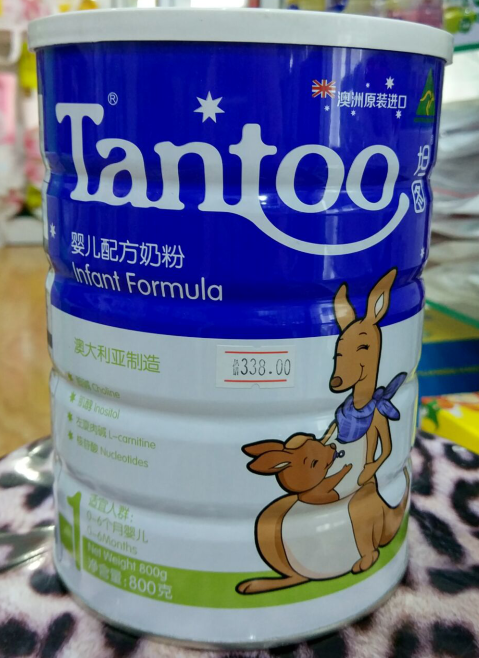 澳洲原装进口
Tantoo®
坦
婴儿配方奶粉
Infant Formula
澳大利亚制造
338.00
胆碱 Choline
肌醇 Inositol
左旋肉碱 L-carnitine
核苷酸 Nucleotides
1
适宜人群:
0-6个月婴儿
0-6Months
Net Weight 800g
净含量:800克